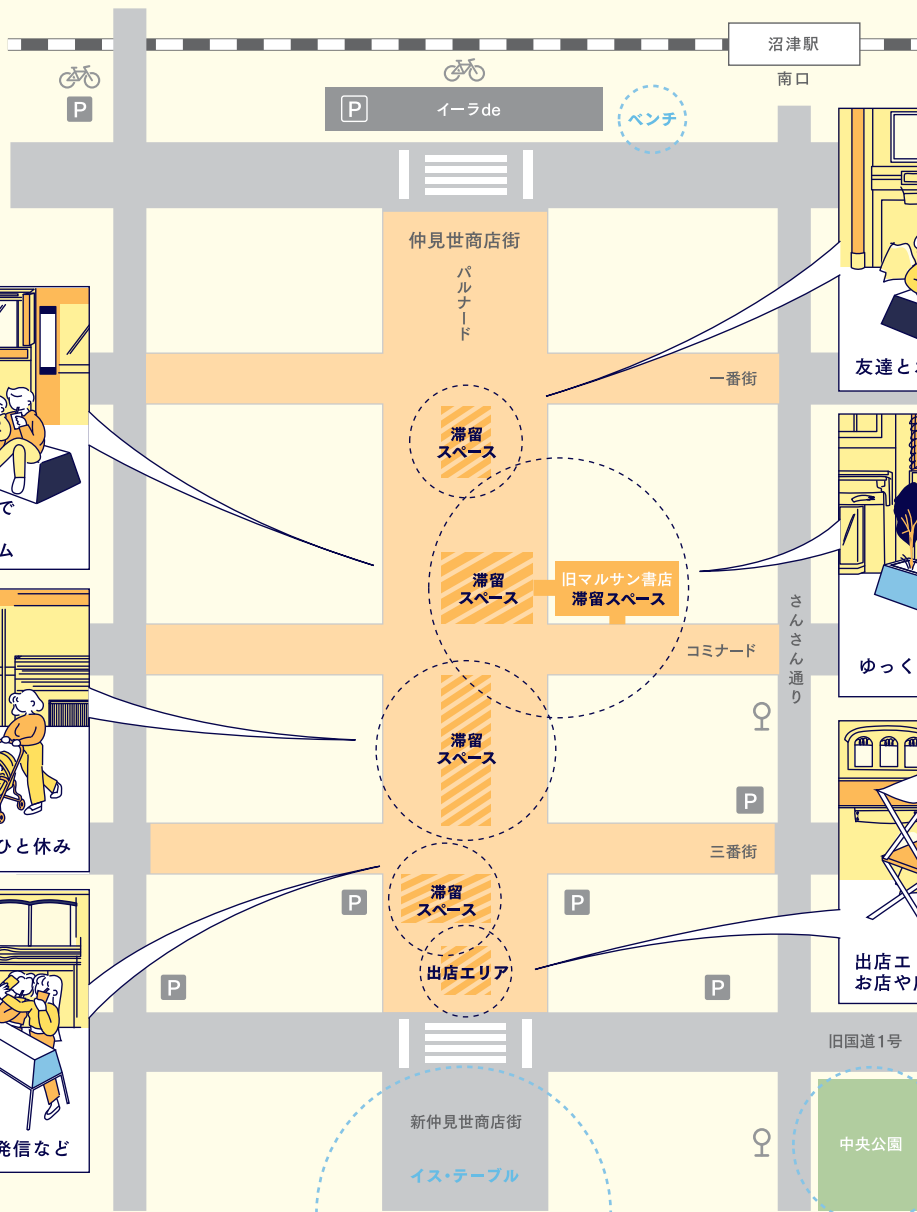 沼津駅
南口
P
P
イーラde
ベンチ
仲見世商店街
パルナード
一番街
友達と
滞留
スペース
で
ム
滞留
スペース
旧マルサン書店
滞留スペース
さんさん通り
コミナード
ゆっく
滞留
スペース
P
ひと休み
三番街
滞留
スペース
P
P
出店エリア
出店エ
お店や
P
P
旧国道1号
新仲見世商店街
発信など
中央公園
イス・テーブル